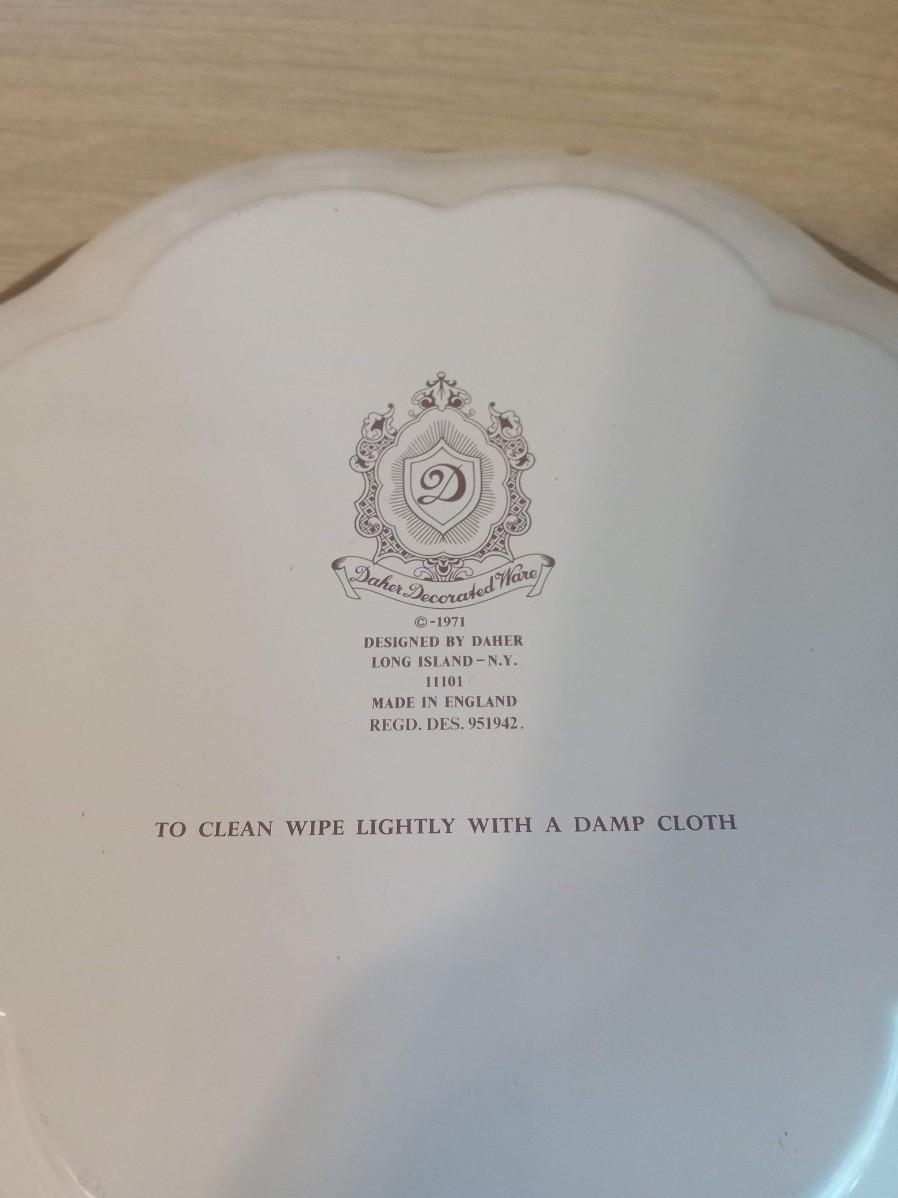 D
Daher Decorated Ware
©-1971
DESIGNED BY DAHER
LONG ISLAND-N.Y.
11101
MADE IN ENGLAND
REGD. DES. 951942.
TO CLEAN WIPE LIGHTLY WITH A DAMP CLOTH